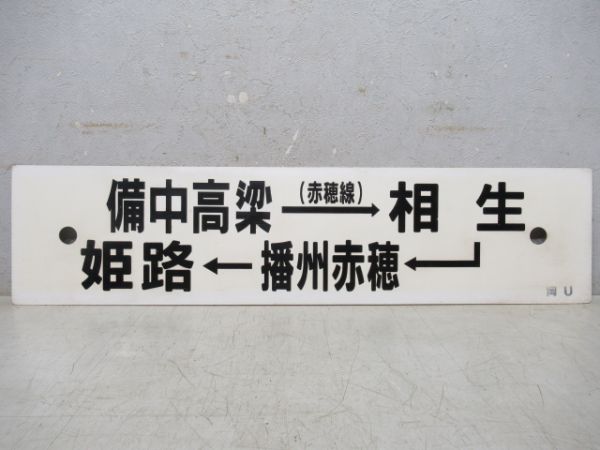 備中高梁 (赤穂線) → 相生
姫路 ← 播州赤穂 ←
岡 U